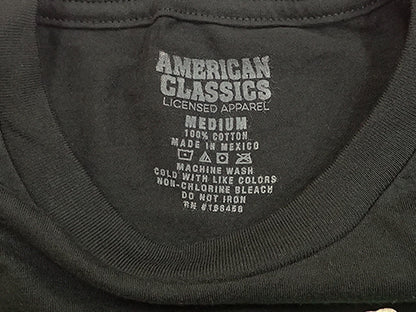 AMERICAN
CLASSICS
LICENSED APPAREL
MEDIUM
100% COTTON
MADE IN MEXICO
MACHINE WASH
COLD WITH LIKE COLORS
NON-CHLORINE BLEACH
DO NOT IRON
RN #